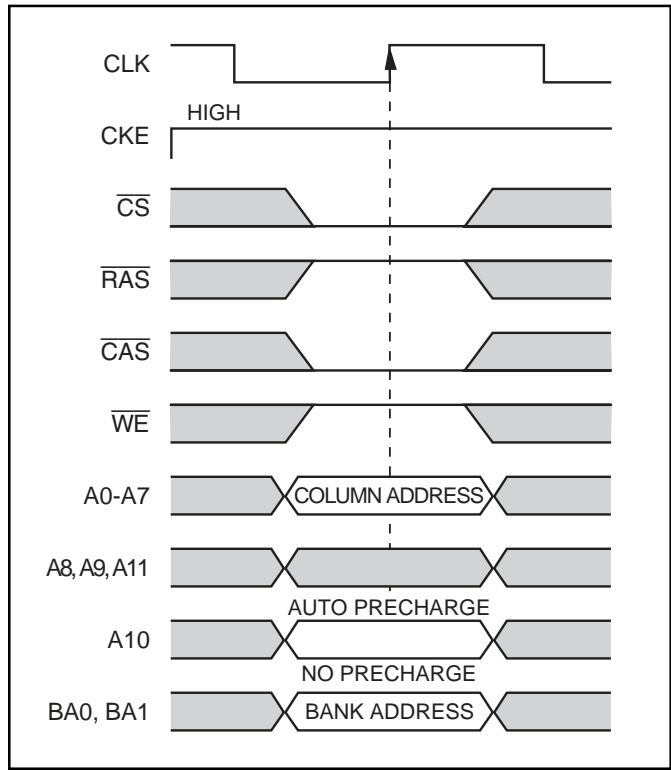 CLK
HIGH
CKE
CS
RAS
CAS
WE
A0-A7 COLUMN ADDRESS
A8, A9, A11
AUTO PRECHARGE
A10
NO PRECHARGE
BA0, BA1 BANK ADDRESS